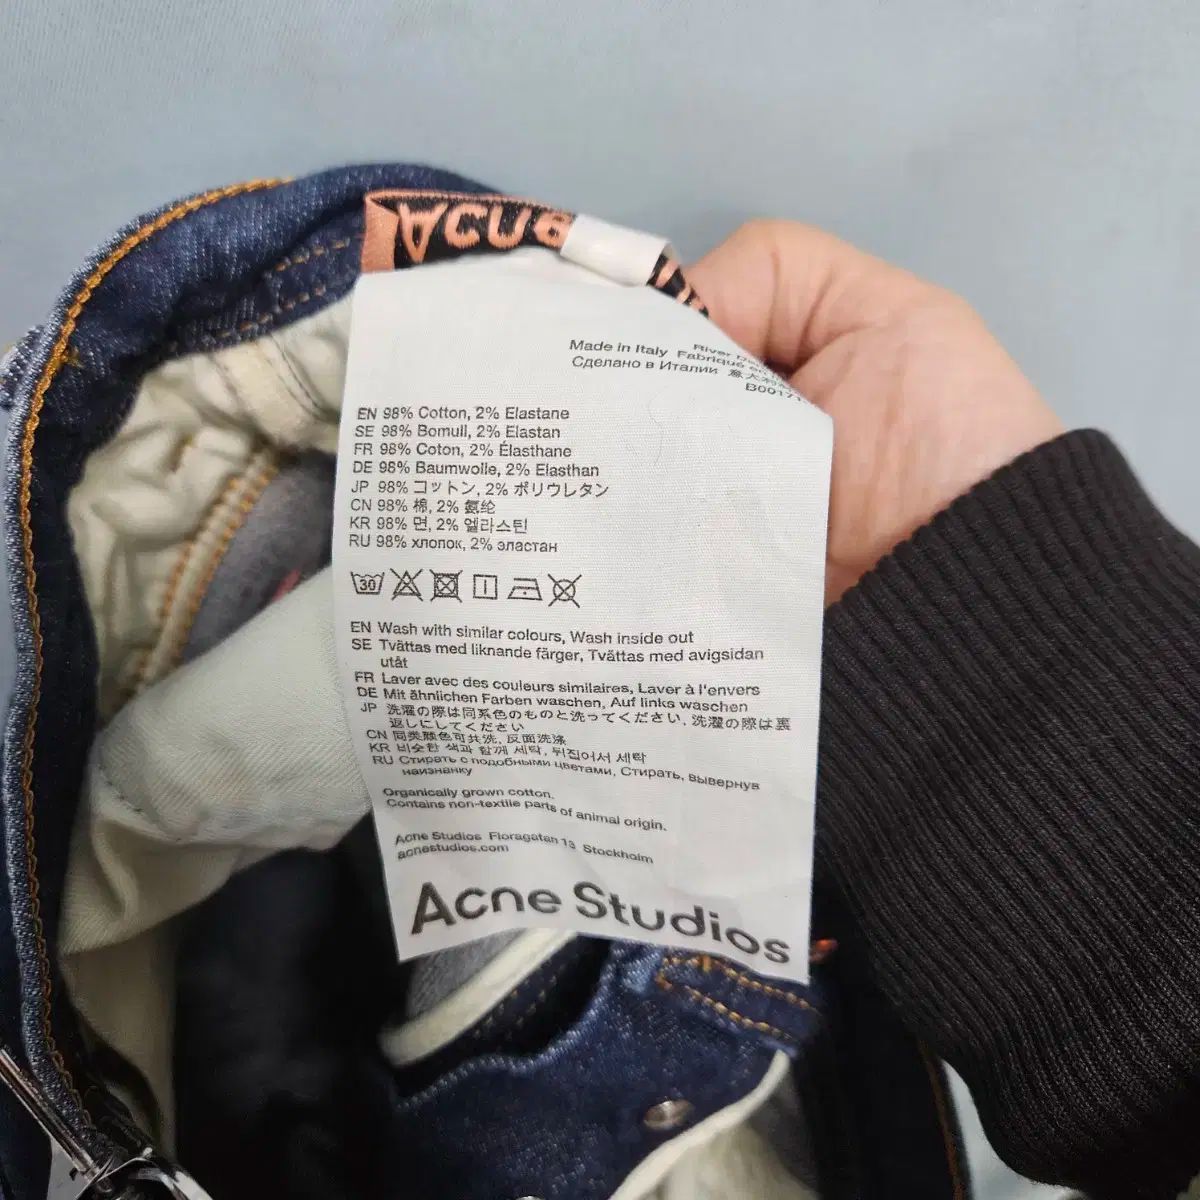 ACNE
River
Made in Italy Fabriqué en
Сделано в Италии 意大利
B00171
EN 98% Cotton, 2% Elastane
SE 98% Bomull, 2% Elastan
FR 98% Coton, 2% Élasthane
DE 98% Baumwolle, 2% Elasthan
JP 98% コットン, 2% ポリウレタン
CN 98% 棉, 2% 氨纶
KR 98% 면, 2% 엘라스틴
RU 98% хлопок, 2% эластан
30
EN Wash with similar colours, Wash inside out
SE Tvättas med liknande färger, Tvättas med avigsidan
utåt
FR Laver avec des couleurs similaires, Laver à l'envers
DE Mit ähnlichen Farben waschen, Auf links waschen
JP 洗濯の際は同系色のものと洗ってください, 洗濯の際は裏
返しにしてください
CN 同类颜色可共洗, 反面洗涤
KR 비슷한 색과 함께 세탁, 뒤집어서 세탁
RU Стирать с подобными цветами, Стирать, вывернув
наизнанку
Organically grown cotton.
Contains non-textile parts of animal origin.
Acne Studios Floragatan 13 Stockholm
acnestudios.com
Acne Studios